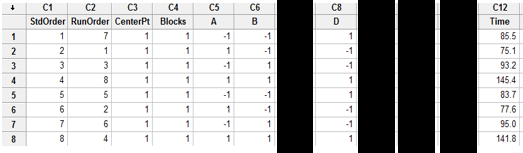 ↓ C1 C2 C3 C4 C5 C6 C8 C12
StdOrder RunOrder CenterPt Blocks A B D Time
1 1 7 1 1 -1 -1 1 85.5
2 2 1 1 1 1 -1 -1 75.1
3 3 3 1 1 -1 1 -1 93.2
4 4 8 1 1 1 1 1 145.4
5 5 5 1 1 -1 -1 1 83.7
6 6 2 1 1 1 -1 -1 77.6
7 7 6 1 1 -1 1 -1 95.0
8 8 4 1 1 1 1 1 141.8